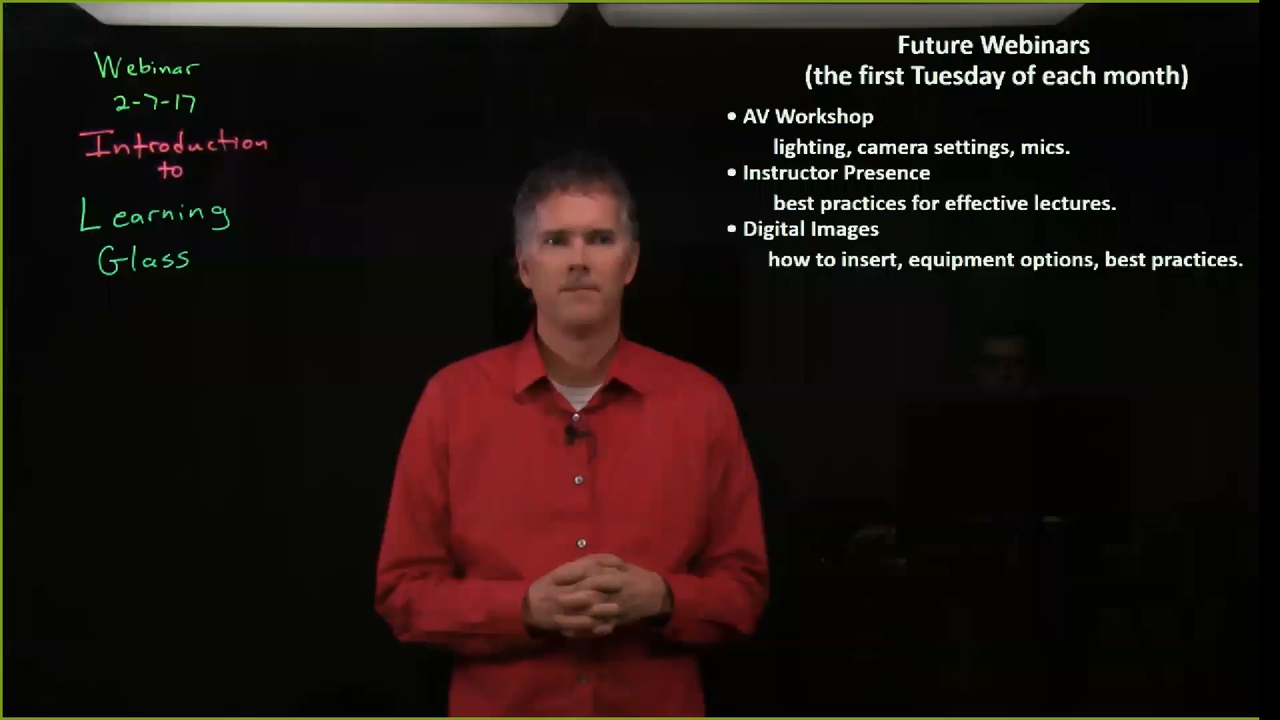 Webinar
2-7-17
Introduction
to
Learning
Glass
Future Webinars
(the first Tuesday of each month)
• AV Workshop
lighting, camera settings, mics.
• Instructor Presence
best practices for effective lectures.
• Digital Images
how to insert, equipment options, best practices.